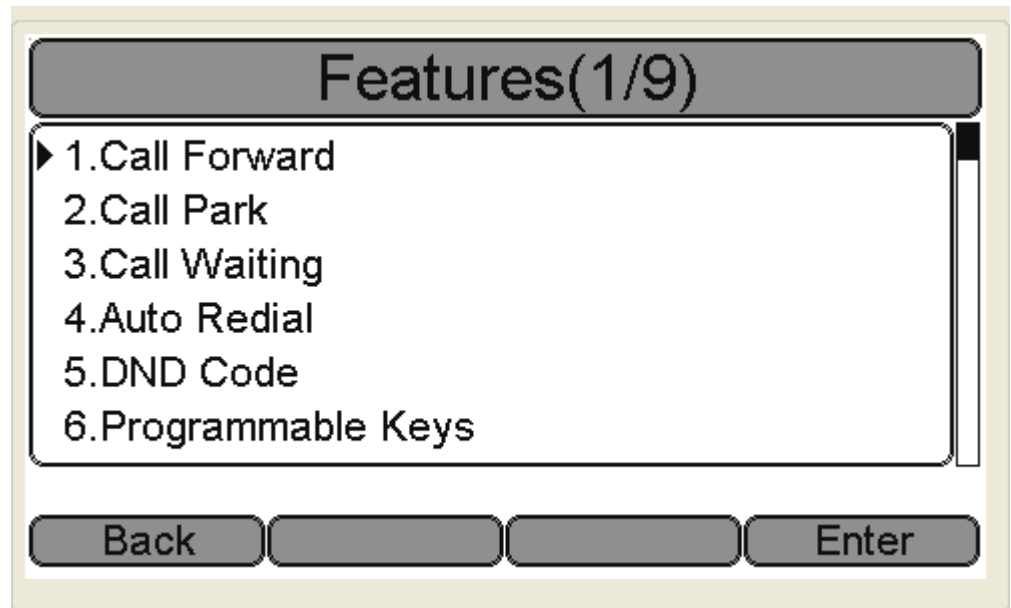 Features(1/9)
1.Call Forward
2.Call Park
3.Call Waiting
4.Auto Redial
5.DND Code
6.Programmable Keys
Back Enter